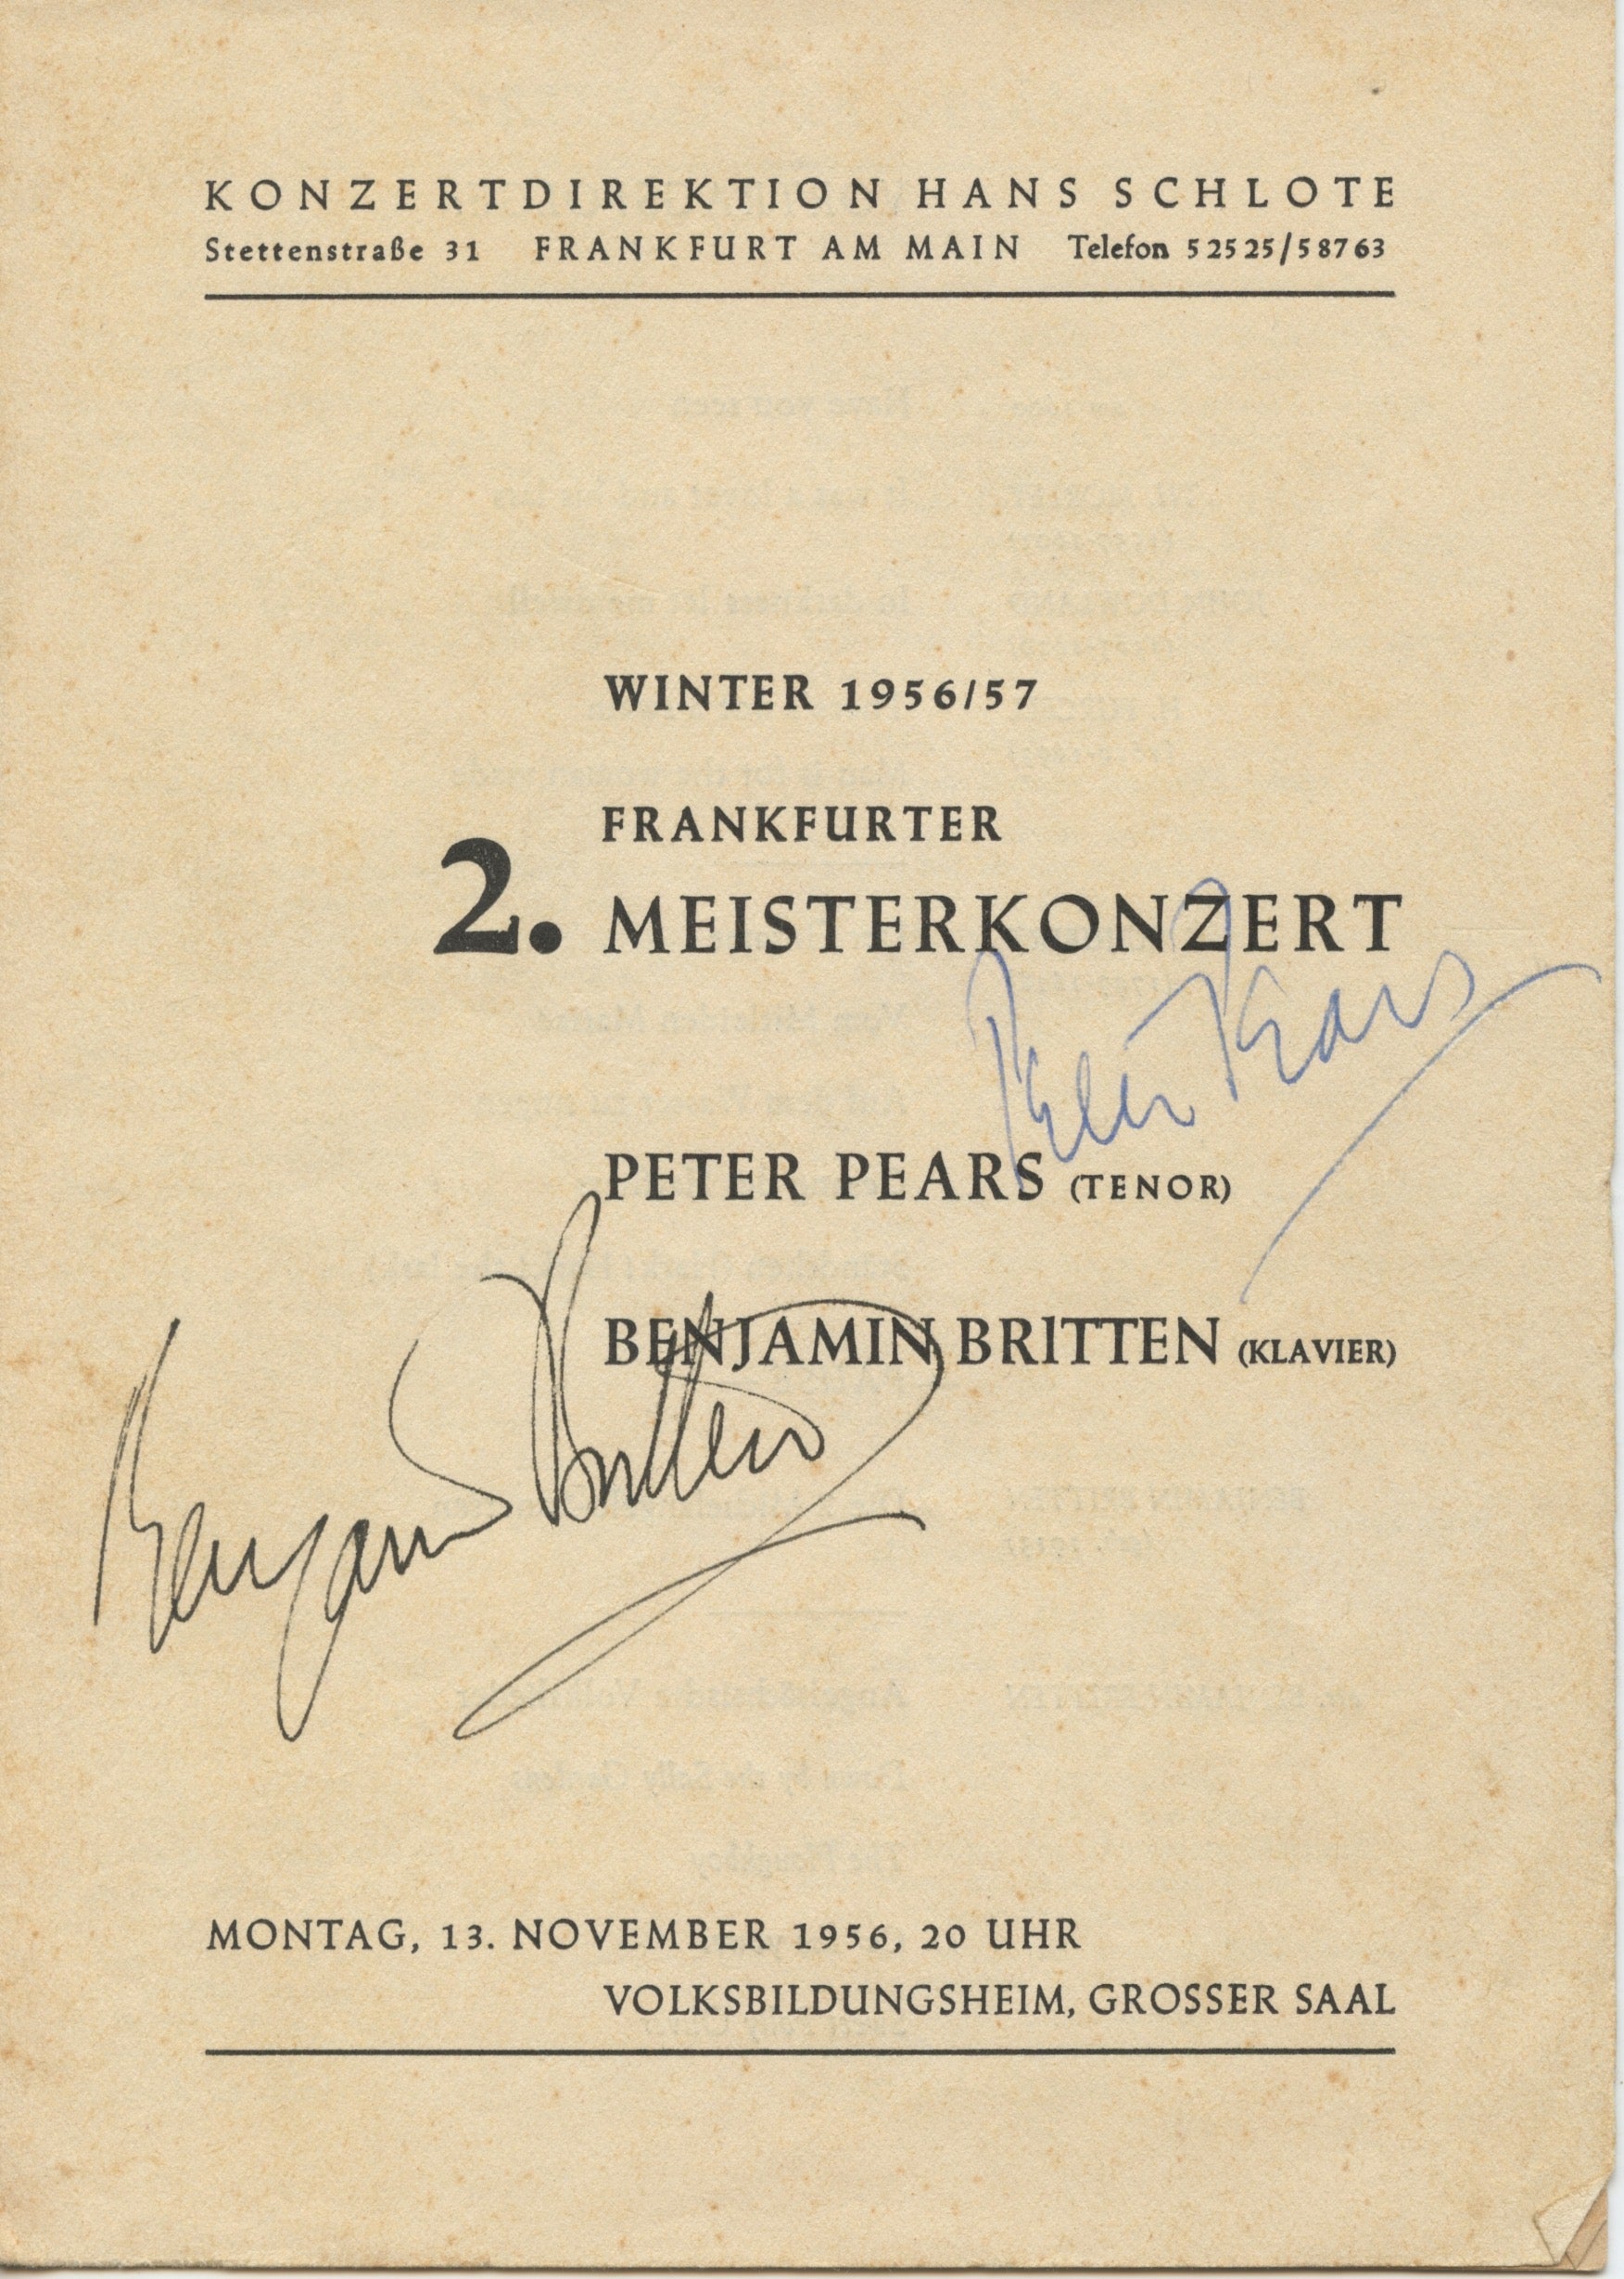 KONZERTDIREKTION HANS SCHLOTE
Stettenstraße 31 FRANKFURT AM MAIN Telefon 52525/58763
WINTER 1956/57
FRANKFURTER
2. MEISTERKONZERT
Peter Pears
PETER PEARS (TENOR)
BENJAMIN BRITTEN (KLAVIER)
Benjamin Britten
MONTAG, 13. NOVEMBER 1956, 20 UHR
VOLKSBILDUNGSHEIM, GROSSER SAAL